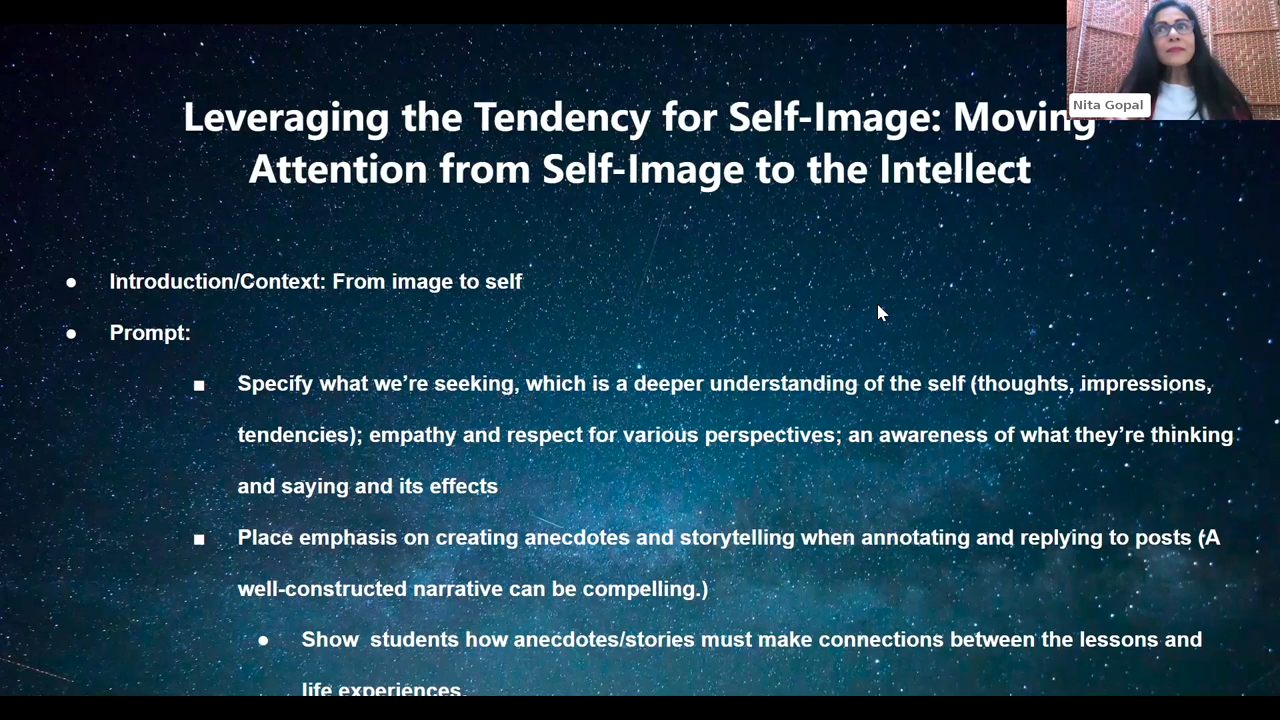 Nita Gopal
Leveraging the Tendency for Self-Image: Moving
Attention from Self-Image to the Intellect
● Introduction/Context: From image to self
● Prompt:
■ Specify what we’re seeking, which is a deeper understanding of the self (thoughts, impressions,
tendencies); empathy and respect for various perspectives; an awareness of what they’re thinking
and saying and its effects
■ Place emphasis on creating anecdotes and storytelling when annotating and replying to posts (A
well-constructed narrative can be compelling.)
● Show  students how anecdotes/stories must make connections between the lessons and
life experiences.